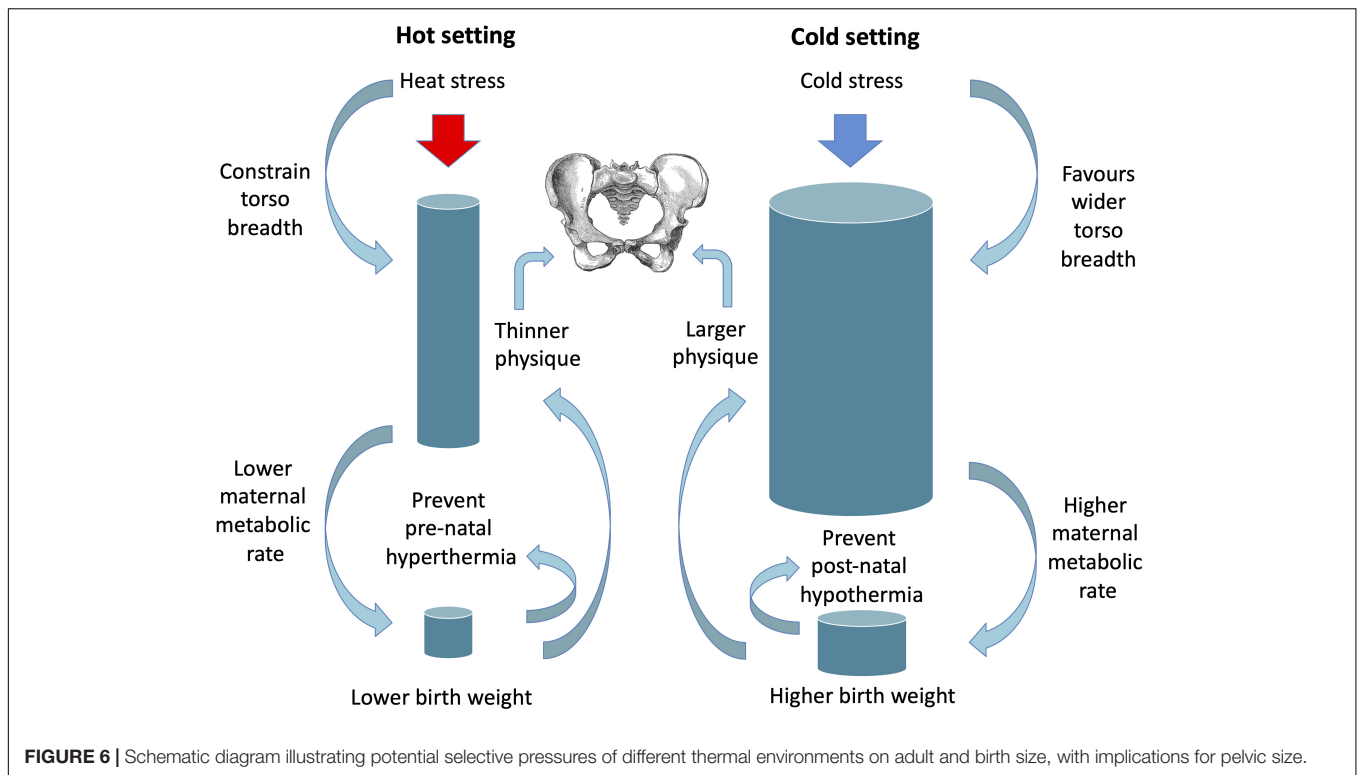 Hot setting
Heat stress
Constrain
torso
breadth
Thinner
physique
Lower
maternal
metabolic
rate
Prevent
pre-natal
hyperthermia
Lower birth weight
Cold setting
Cold stress
Favours
wider
torso
breadth
Larger
physique
Higher
maternal
metabolic
rate
Prevent
post-natal
hypothermia
Higher birth weight
FIGURE 6 | Schematic diagram illustrating potential selective pressures of different thermal environments on adult and birth size, with implications for pelvic size.